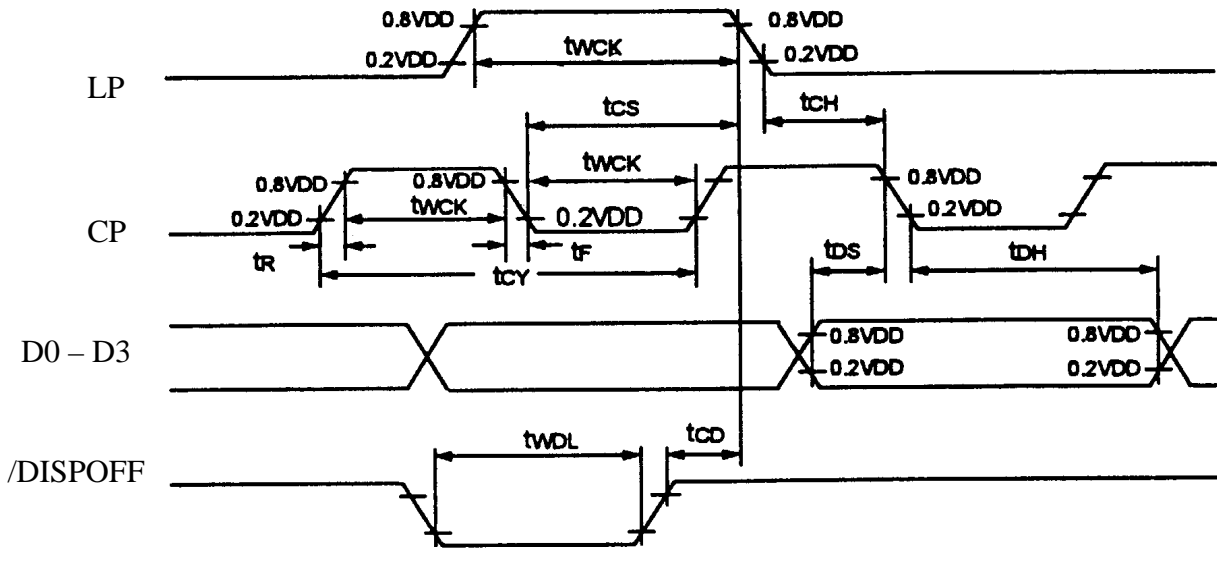 0.8VDD 0.8VDD
0.2VDD tWCK 0.2VDD
LP
tCS tCH
tWCK
0.8VDD 0.8VDD 0.8VDD
tWCK
CP 0.2VDD 0.2VDD 0.2VDD
tR tF tDS tDH
tCY
D0 – D3 0.8VDD 0.8VDD
0.2VDD 0.2VDD
tWDL tCD
/DISPOFF